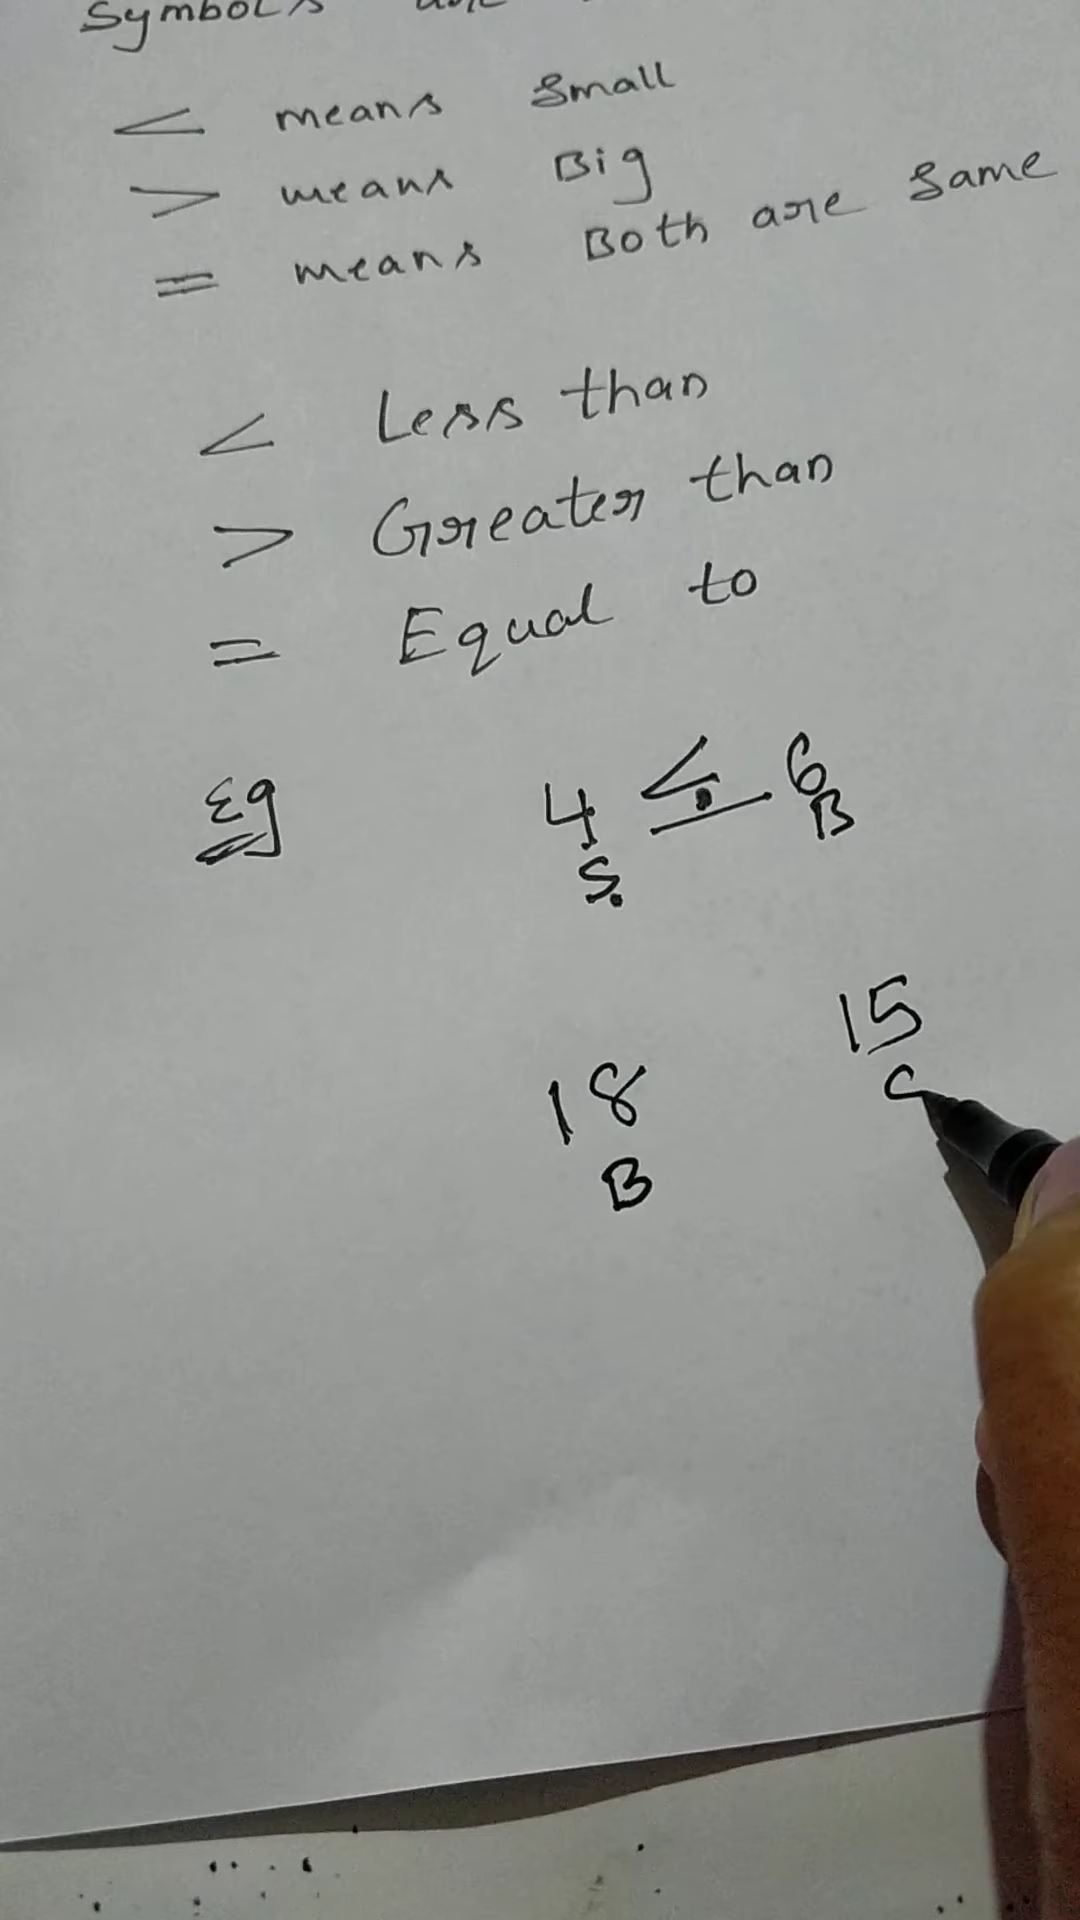 Symbols are
< means Small
> means Big
= means Both are same
< Less than
> Greater than
= Equal to
Eg 4 < 6
S. B
18 15
B